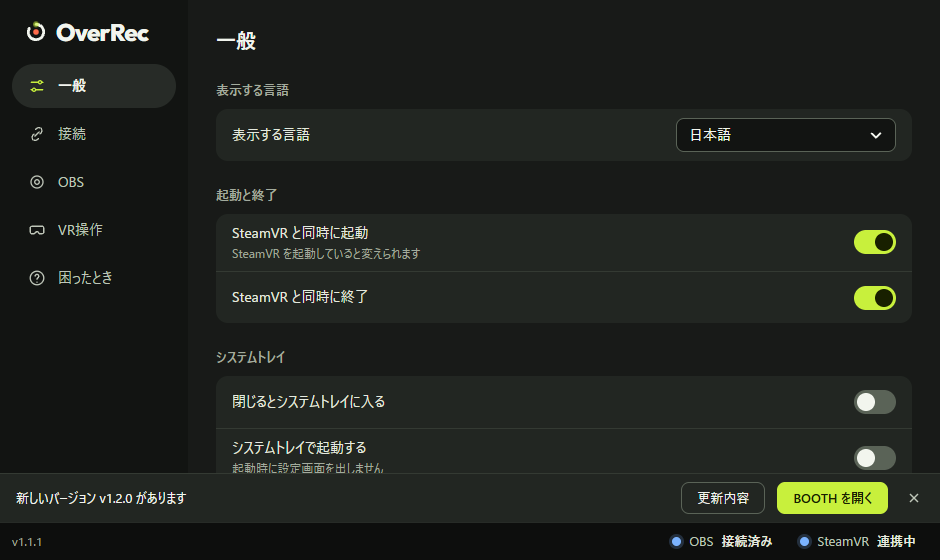 OverRec
一般
接続
OBS
VR操作
困ったとき
一般
表示する言語
表示する言語
日本語
起動と終了
SteamVR と同時に起動
SteamVR を起動していると変えられます
SteamVR と同時に終了
システムトレイ
閉じるとシステムトレイに入る
システムトレイで起動する
起動時に設定画面を出しません
新しいバージョン v1.2.0 があります
更新内容
BOOTH を開く
v1.1.1
OBS 接続済み
SteamVR 連携中